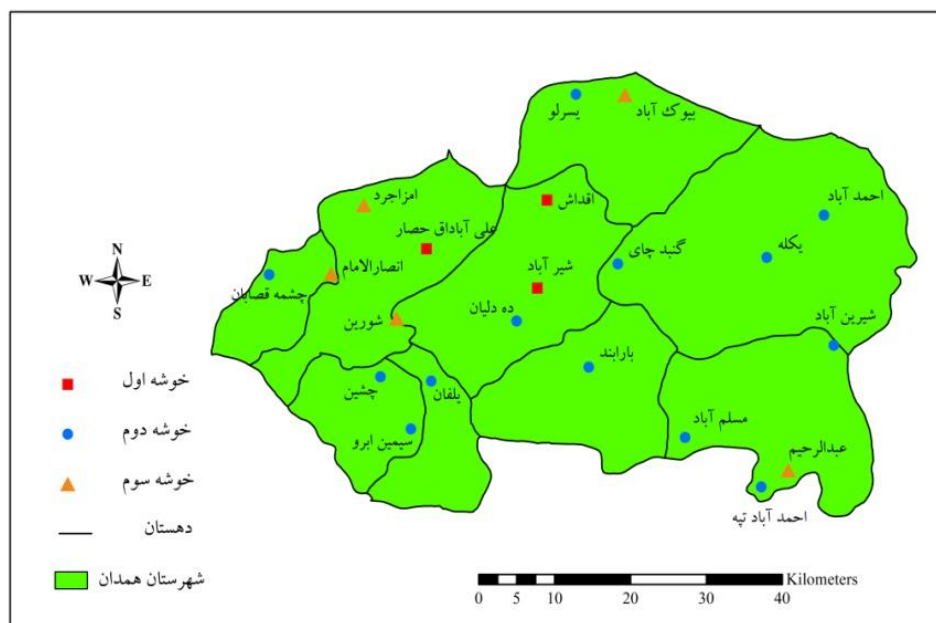 یسرلو
بیوک آباد
امزاجرد
اقداش
احمد آباد
علی آباداق حصار
گنبد چای
یکله
انصارالامام
شیر آباد
چشمه قصابان
ده دلیان
شیرین آباد
شورین
بارابند
چشین
یلفان
مسلم آباد
سیمین ابرو
عبدالرحیم
احمد آباد تپه
N
W E
S
خوشه اول
خوشه دوم
خوشه سوم
دهستان
شهرستان همدان
Kilometers
0 5 10 20 30 40